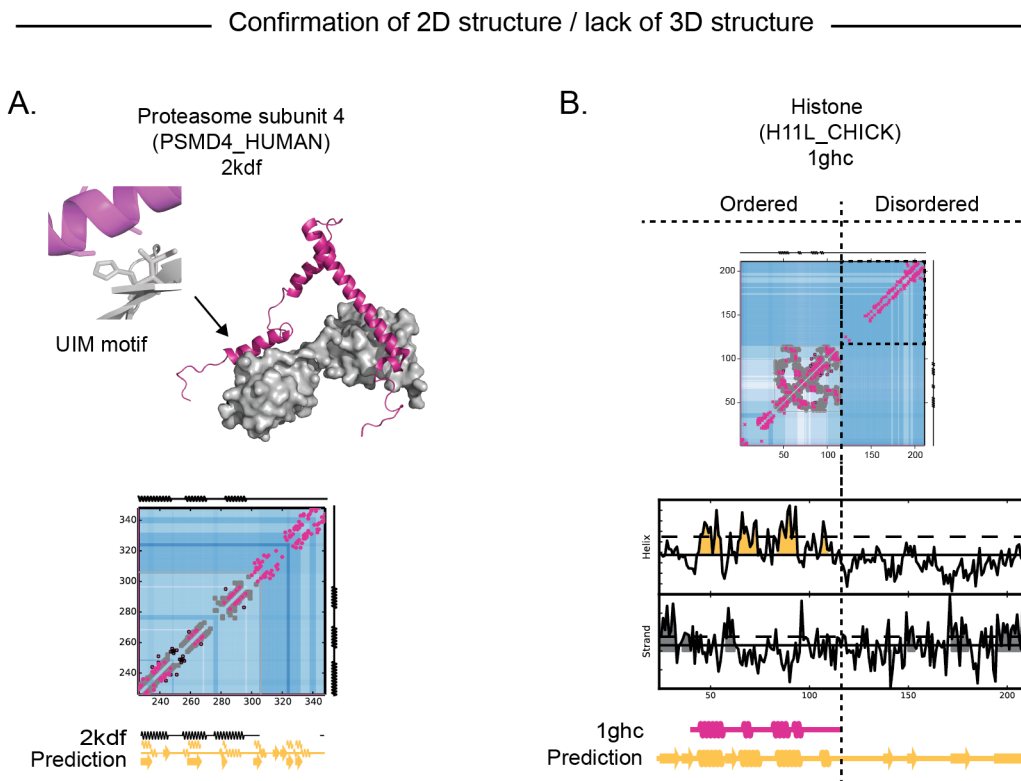 Confirmation of 2D structure / lack of 3D structure
A.
Proteasome subunit 4
(PSMD4_HUMAN)
2kdf
UIM motif
340
320
300
280
260
240
240 260 280 300 320 340
2kdf
Prediction
B.
Histone
(H11L_CHICK)
1ghc
Ordered Disordered
200
150
100
50
50 100 150 200
Helix
Strand
50 100 150 200
1ghc
Prediction